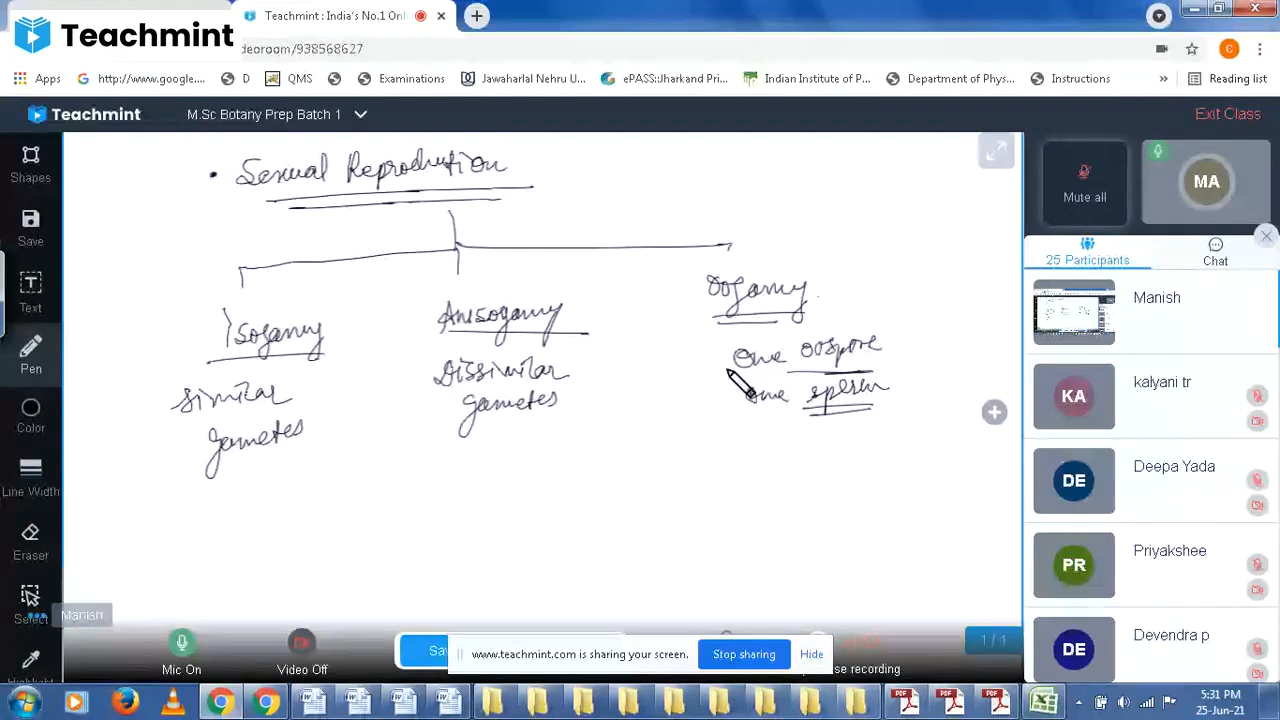 Teachmint : India's No.1 Onl
Teachmint
deoroom/938568627
Apps
http://www.google....
D
QMS
Examinations
Jawaharlal Nehru U...
ePASS::Jharkand Pri...
Indian Institute of P...
Department of Phys...
Instructions
»
Reading list
Teachmint
M.Sc Botany Prep Batch 1
Exit Class
Shapes
Save
Text
Pen
Color
Line Width
Eraser
Select
Manish
• Sexual Reproduction
Isogamy
Similar
gametes
Anisogamy
Dissimilar
gametes
Oogamy
One oospore
one
Mute all
MA
25 Participants
Chat
Manish
KA
kalyani tr
DE
Deepa Yada
PR
Priyakshee
DE
Devendra p
1 / 4
Mic On
Video Off
www.teachmint.com is sharing your screen.
Stop sharing
Hide
recording
5:31 PM
25-Jun-21